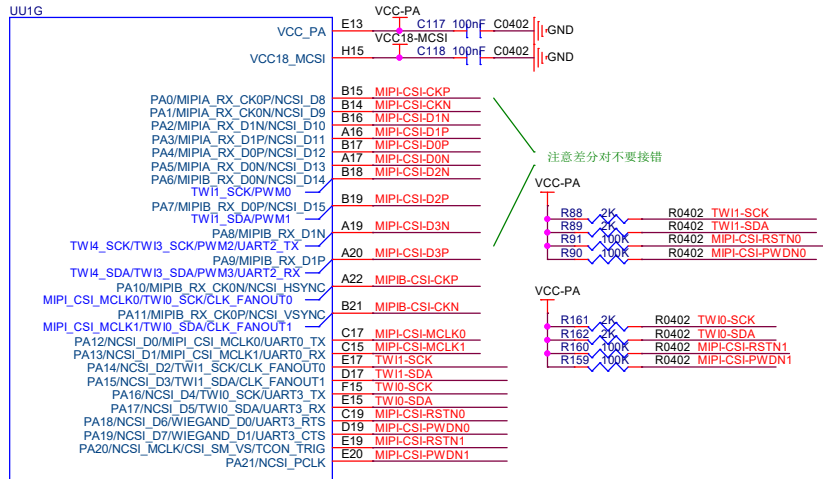 UU1G
VCC-PA
VCC_PA E13 C117 100nF C0402 GND
VCC18-MCSI
VCC18_MCSI H15 C118 100nF C0402 GND
PA0/MIPIA_RX_CK0P/NCSI_D8 B15 MIPI-CSI-CKP
PA1/MIPIA_RX_CK0N/NCSI_D9 B14 MIPI-CSI-CKN
PA2/MIPIA_RX_D1N/NCSI_D10 B16 MIPI-CSI-D1N
PA3/MIPIA_RX_D1P/NCSI_D11 A16 MIPI-CSI-D1P
PA4/MIPIA_RX_D0P/NCSI_D12 B17 MIPI-CSI-D0P
PA5/MIPIA_RX_D0N/NCSI_D13 A17 MIPI-CSI-D0N
PA6/MIPIB_RX_D0N/NCSI_D14 B18 MIPI-CSI-D2N
TWI1_SCK/PWM0
PA7/MIPIB_RX_D0P/NCSI_D15 B19 MIPI-CSI-D2P
TWI1_SDA/PWM1
PA8/MIPIB_RX_D1N A19 MIPI-CSI-D3N
TWI4_SCK/TWI3_SCK/PWM2/UART2_TX
PA9/MIPIB_RX_D1P A20 MIPI-CSI-D3P
TWI4_SDA/TWI3_SDA/PWM3/UART2_RX
PA10/MIPIB_RX_CK0N/NCSI_HSYNC A22 MIPIB-CSI-CKP
MIPI_CSI_MCLK0/TWI0_SCK/CLK_FANOUT0
PA11/MIPIB_RX_CK0P/NCSI_VSYNC B21 MIPIB-CSI-CKN
MIPI_CSI_MCLK1/TWI0_SDA/CLK_FANOUT1
PA12/NCSI_D0/MIPI_CSI_MCLK0/UART0_TX C17 MIPI-CSI-MCLK0
PA13/NCSI_D1/MIPI_CSI_MCLK1/UART0_RX C15 MIPI-CSI-MCLK1
PA14/NCSI_D2/TWI1_SCK/CLK_FANOUT0 E17 TWI1-SCK
PA15/NCSI_D3/TWI1_SDA/CLK_FANOUT1 D17 TWI1-SDA
PA16/NCSI_D4/TWI0_SCK/UART3_TX F15 TWI0-SCK
PA17/NCSI_D5/TWI0_SDA/UART3_RX E15 TWI0-SDA
PA18/NCSI_D6/WIEGAND_D0/UART3_RTS C19 MIPI-CSI-RSTN0
PA19/NCSI_D7/WIEGAND_D1/UART3_CTS D19 MIPI-CSI-PWDN0
PA20/NCSI_MCLK/CSI_SM_VS/TCON_TRIG E19 MIPI-CSI-RSTN1
PA21/NCSI_PCLK E20 MIPI-CSI-PWDN1
注意差分对不要接错
VCC-PA
R88 2K R0402 TWI1-SCK
R89 2K R0402 TWI1-SDA
R91 100K R0402 MIPI-CSI-RSTN0
R90 100K R0402 MIPI-CSI-PWDN0
VCC-PA
R161 2K R0402 TWI0-SCK
R162 2K R0402 TWI0-SDA
R160 100K R0402 MIPI-CSI-RSTN1
R159 100K R0402 MIPI-CSI-PWDN1